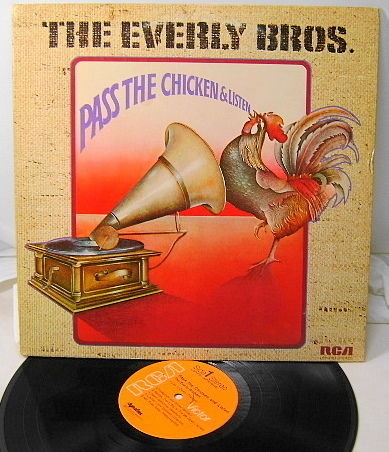 THE EVERLY BROS.
PASS THE CHICKEN & LISTEN
RCA
RCA
Victor